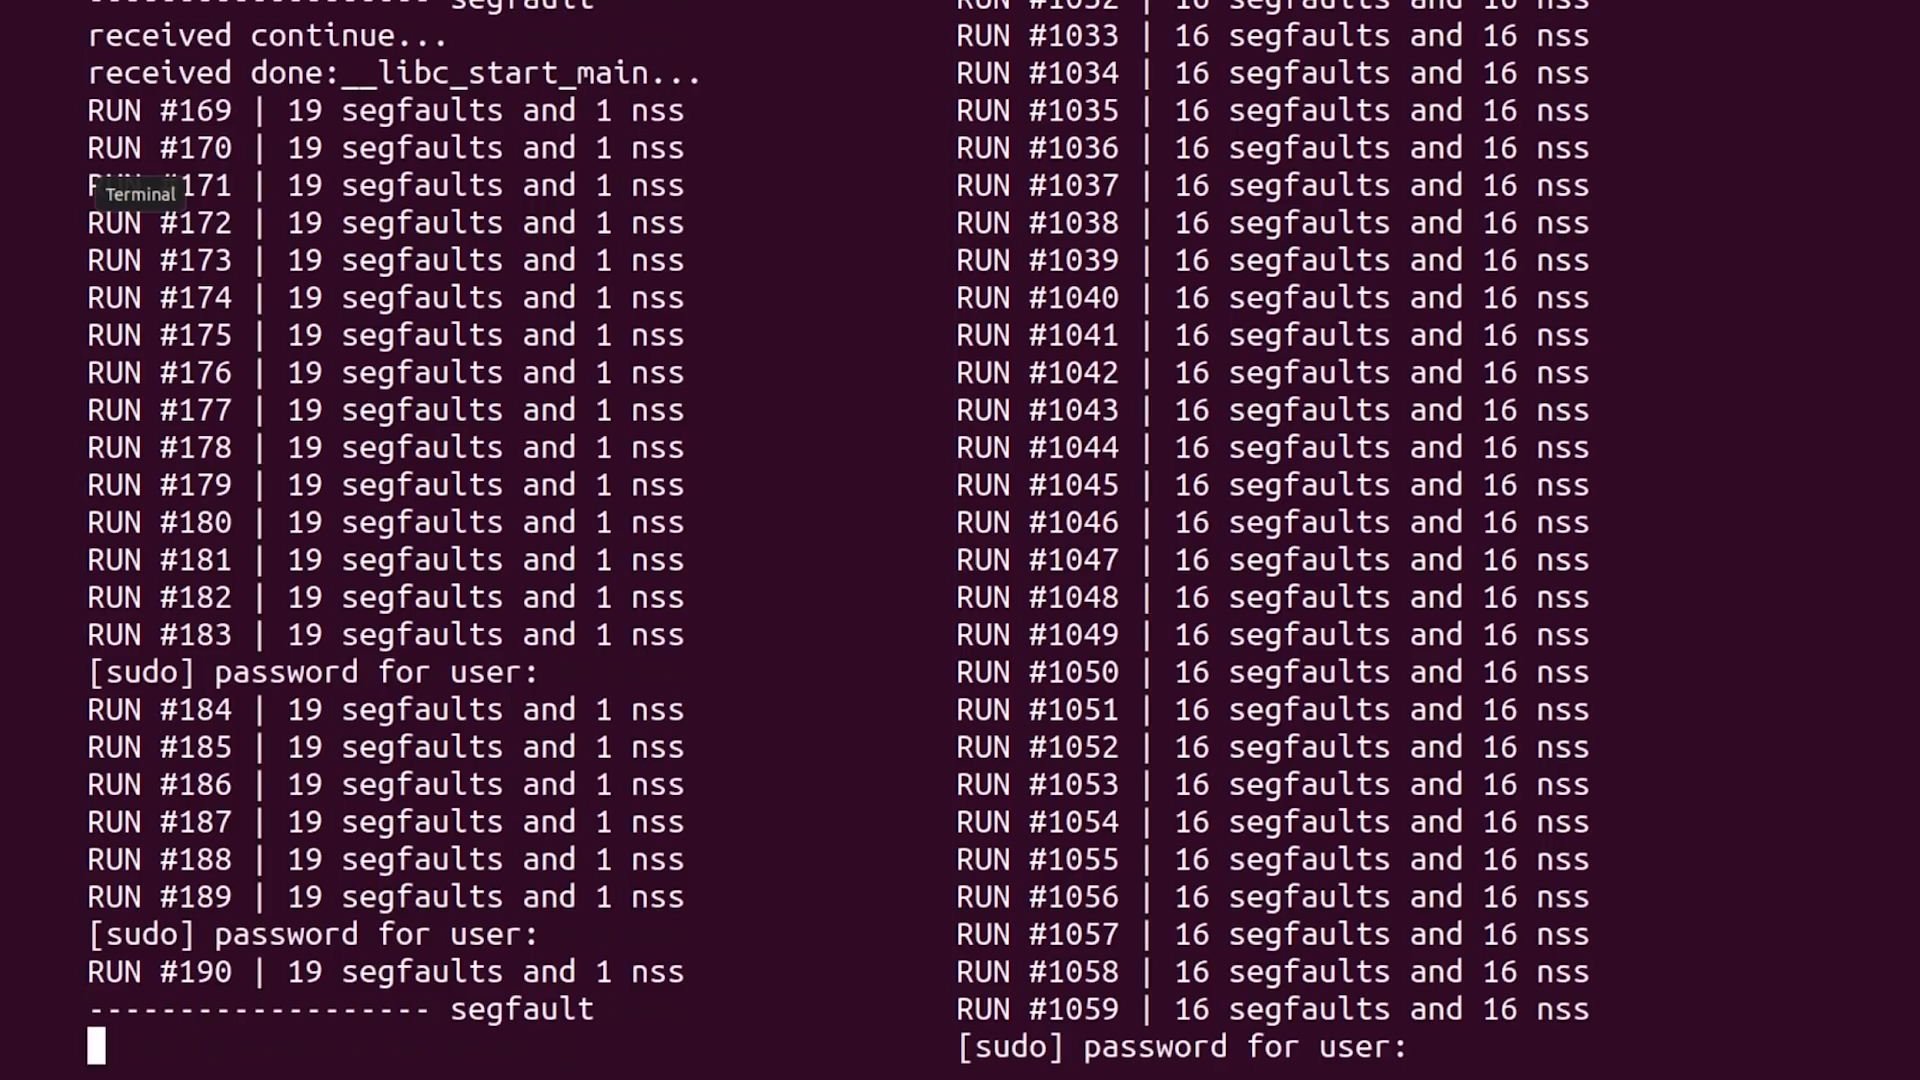 ------------------- segfault
received continue...
received done:__libc_start_main...
RUN #169 | 19 segfaults and 1 nss
RUN #170 | 19 segfaults and 1 nss
RUN #171 | 19 segfaults and 1 nss
Terminal
RUN #172 | 19 segfaults and 1 nss
RUN #173 | 19 segfaults and 1 nss
RUN #174 | 19 segfaults and 1 nss
RUN #175 | 19 segfaults and 1 nss
RUN #176 | 19 segfaults and 1 nss
RUN #177 | 19 segfaults and 1 nss
RUN #178 | 19 segfaults and 1 nss
RUN #179 | 19 segfaults and 1 nss
RUN #180 | 19 segfaults and 1 nss
RUN #181 | 19 segfaults and 1 nss
RUN #182 | 19 segfaults and 1 nss
RUN #183 | 19 segfaults and 1 nss
[sudo] password for user:
RUN #184 | 19 segfaults and 1 nss
RUN #185 | 19 segfaults and 1 nss
RUN #186 | 19 segfaults and 1 nss
RUN #187 | 19 segfaults and 1 nss
RUN #188 | 19 segfaults and 1 nss
RUN #189 | 19 segfaults and 1 nss
[sudo] password for user:
RUN #190 | 19 segfaults and 1 nss
------------------- segfault
RUN #1032 | 16 segfaults and 16 nss
RUN #1033 | 16 segfaults and 16 nss
RUN #1034 | 16 segfaults and 16 nss
RUN #1035 | 16 segfaults and 16 nss
RUN #1036 | 16 segfaults and 16 nss
RUN #1037 | 16 segfaults and 16 nss
RUN #1038 | 16 segfaults and 16 nss
RUN #1039 | 16 segfaults and 16 nss
RUN #1040 | 16 segfaults and 16 nss
RUN #1041 | 16 segfaults and 16 nss
RUN #1042 | 16 segfaults and 16 nss
RUN #1043 | 16 segfaults and 16 nss
RUN #1044 | 16 segfaults and 16 nss
RUN #1045 | 16 segfaults and 16 nss
RUN #1046 | 16 segfaults and 16 nss
RUN #1047 | 16 segfaults and 16 nss
RUN #1048 | 16 segfaults and 16 nss
RUN #1049 | 16 segfaults and 16 nss
RUN #1050 | 16 segfaults and 16 nss
RUN #1051 | 16 segfaults and 16 nss
RUN #1052 | 16 segfaults and 16 nss
RUN #1053 | 16 segfaults and 16 nss
RUN #1054 | 16 segfaults and 16 nss
RUN #1055 | 16 segfaults and 16 nss
RUN #1056 | 16 segfaults and 16 nss
RUN #1057 | 16 segfaults and 16 nss
RUN #1058 | 16 segfaults and 16 nss
RUN #1059 | 16 segfaults and 16 nss
[sudo] password for user: